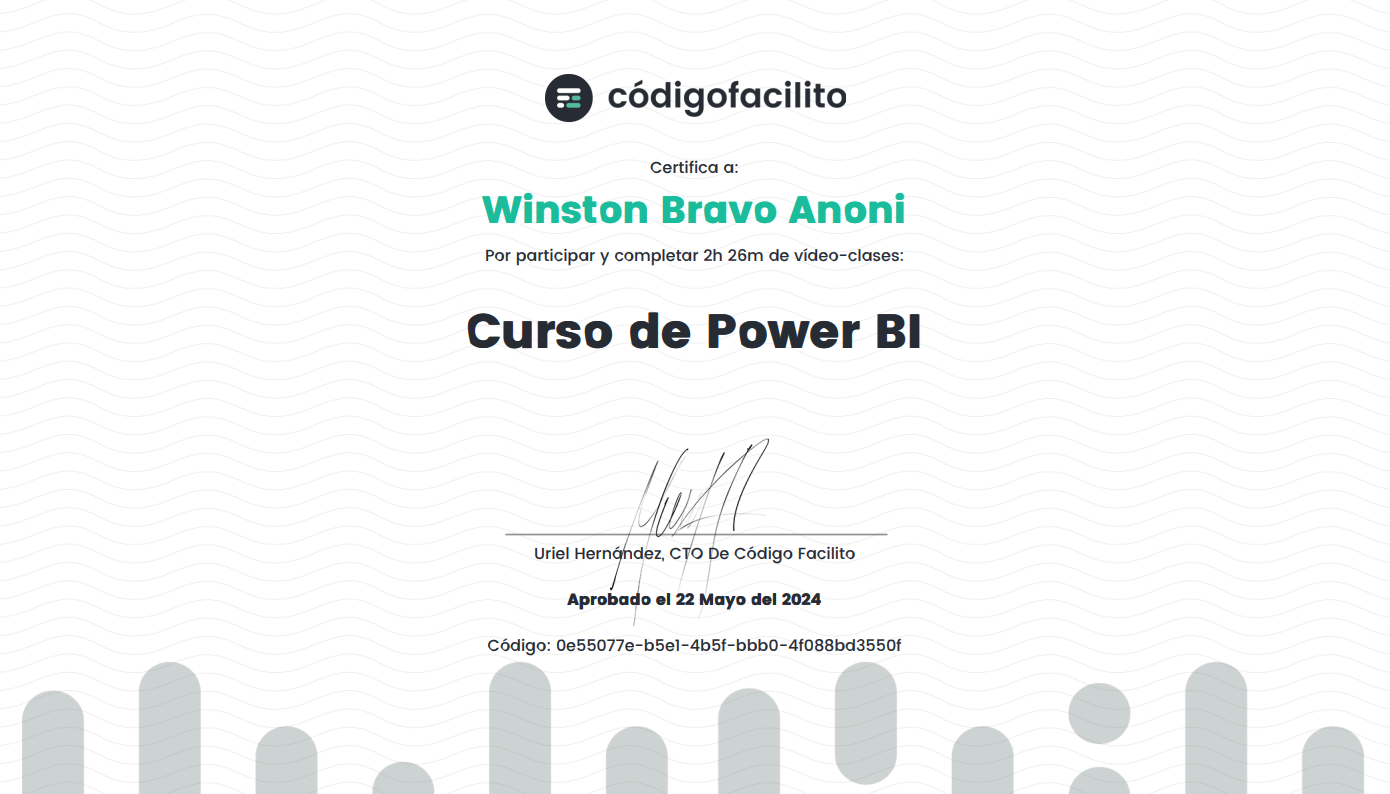 códigofacilito
Certifica a:
Winston Bravo Anoni
Por participar y completar 2h 26m de vídeo-clases:
Curso de Power BI
Uriel Hernández, CTO De Código Facilito
Aprobado el 22 Mayo del 2024
Código: 0e55077e-b5e1-4b5f-bbb0-4f088bd3550f